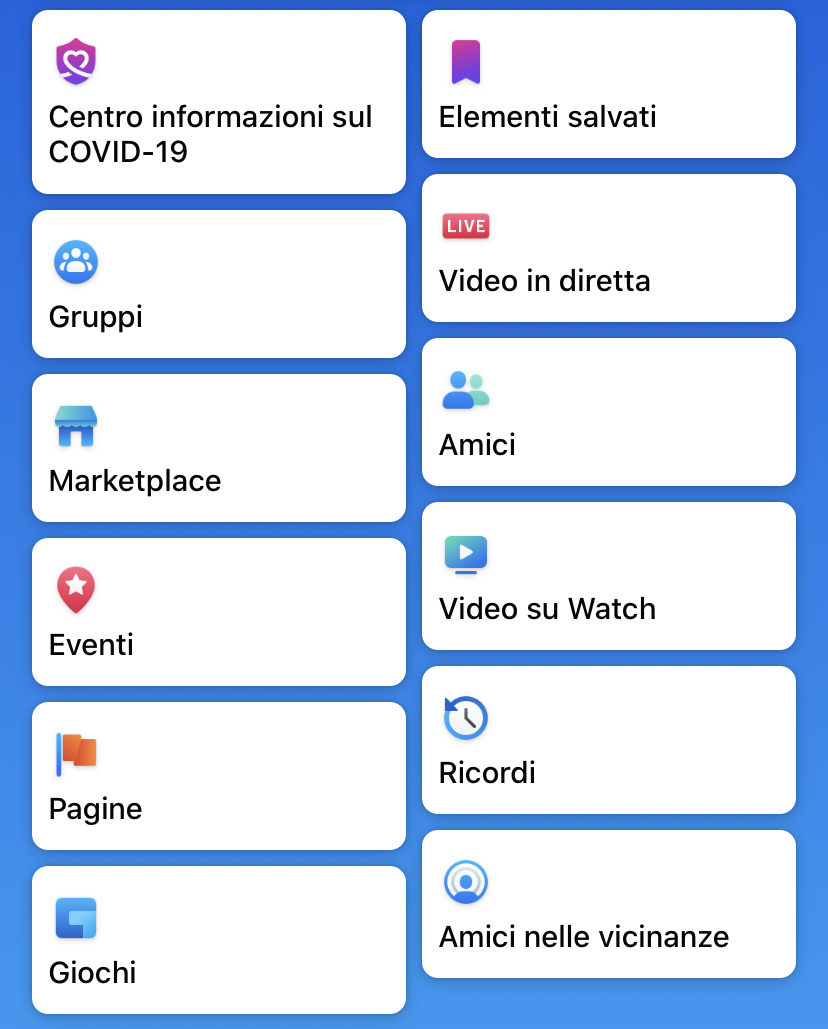 Centro informazioni sul
COVID-19
Gruppi
Marketplace
Eventi
Pagine
Giochi
Elementi salvati
LIVE
Video in diretta
Amici
Video su Watch
Ricordi
Amici nelle vicinanze